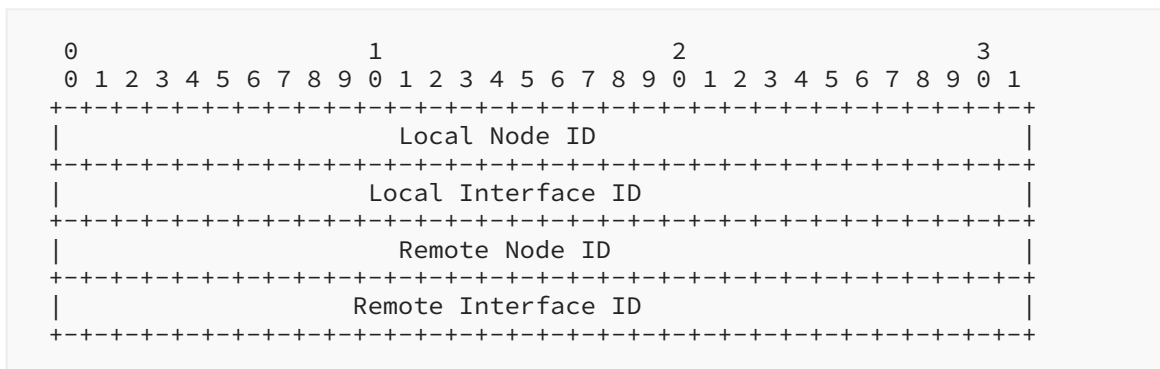 0                   1                   2                   3
 0 1 2 3 4 5 6 7 8 9 0 1 2 3 4 5 6 7 8 9 0 1 2 3 4 5 6 7 8 9 0 1
+-+-+-+-+-+-+-+-+-+-+-+-+-+-+-+-+-+-+-+-+-+-+-+-+-+-+-+-+-+-+-+-+
|                      Local Node ID                            |
+-+-+-+-+-+-+-+-+-+-+-+-+-+-+-+-+-+-+-+-+-+-+-+-+-+-+-+-+-+-+-+-+
|                    Local Interface ID                         |
+-+-+-+-+-+-+-+-+-+-+-+-+-+-+-+-+-+-+-+-+-+-+-+-+-+-+-+-+-+-+-+-+
|                      Remote Node ID                           |
+-+-+-+-+-+-+-+-+-+-+-+-+-+-+-+-+-+-+-+-+-+-+-+-+-+-+-+-+-+-+-+-+
|                   Remote Interface ID                         |
+-+-+-+-+-+-+-+-+-+-+-+-+-+-+-+-+-+-+-+-+-+-+-+-+-+-+-+-+-+-+-+-+